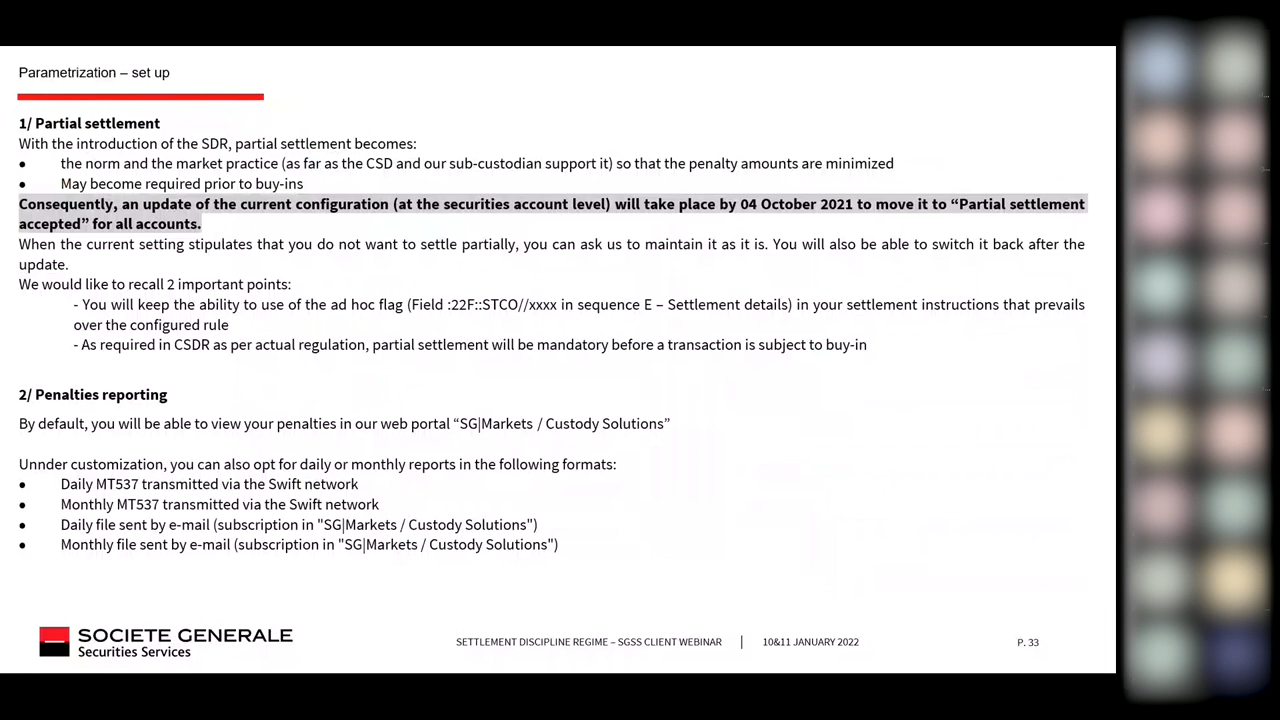 Parametrization – set up
1/ Partial settlement
With the introduction of the SDR, partial settlement becomes:
● the norm and the market practice (as far as the CSD and our sub-custodian support it) so that the penalty amounts are minimized
● May become required prior to buy-ins
Consequently, an update of the current configuration (at the securities account level) will take place by 04 October 2021 to move it to “Partial settlement
accepted” for all accounts.
When the current setting stipulates that you do not want to settle partially, you can ask us to maintain it as it is. You will also be able to switch it back after the
update.
We would like to recall 2 important points:
- You will keep the ability to use of the ad hoc flag (Field :22F::STCO//xxxx in sequence E – Settlement details) in your settlement instructions that prevails
over the configured rule
- As required in CSDR as per actual regulation, partial settlement will be mandatory before a transaction is subject to buy-in
2/ Penalties reporting
By default, you will be able to view your penalties in our web portal “SG|Markets / Custody Solutions”
Unnder customization, you can also opt for daily or monthly reports in the following formats:
● Daily MT537 transmitted via the Swift network
● Monthly MT537 transmitted via the Swift network
● Daily file sent by e-mail (subscription in "SG|Markets / Custody Solutions")
● Monthly file sent by e-mail (subscription in "SG|Markets / Custody Solutions")
SOCIETE GENERALE
Securities Services
SETTLEMENT DISCIPLINE REGIME – SGSS CLIENT WEBINAR | 10&11 JANUARY 2022 P. 33